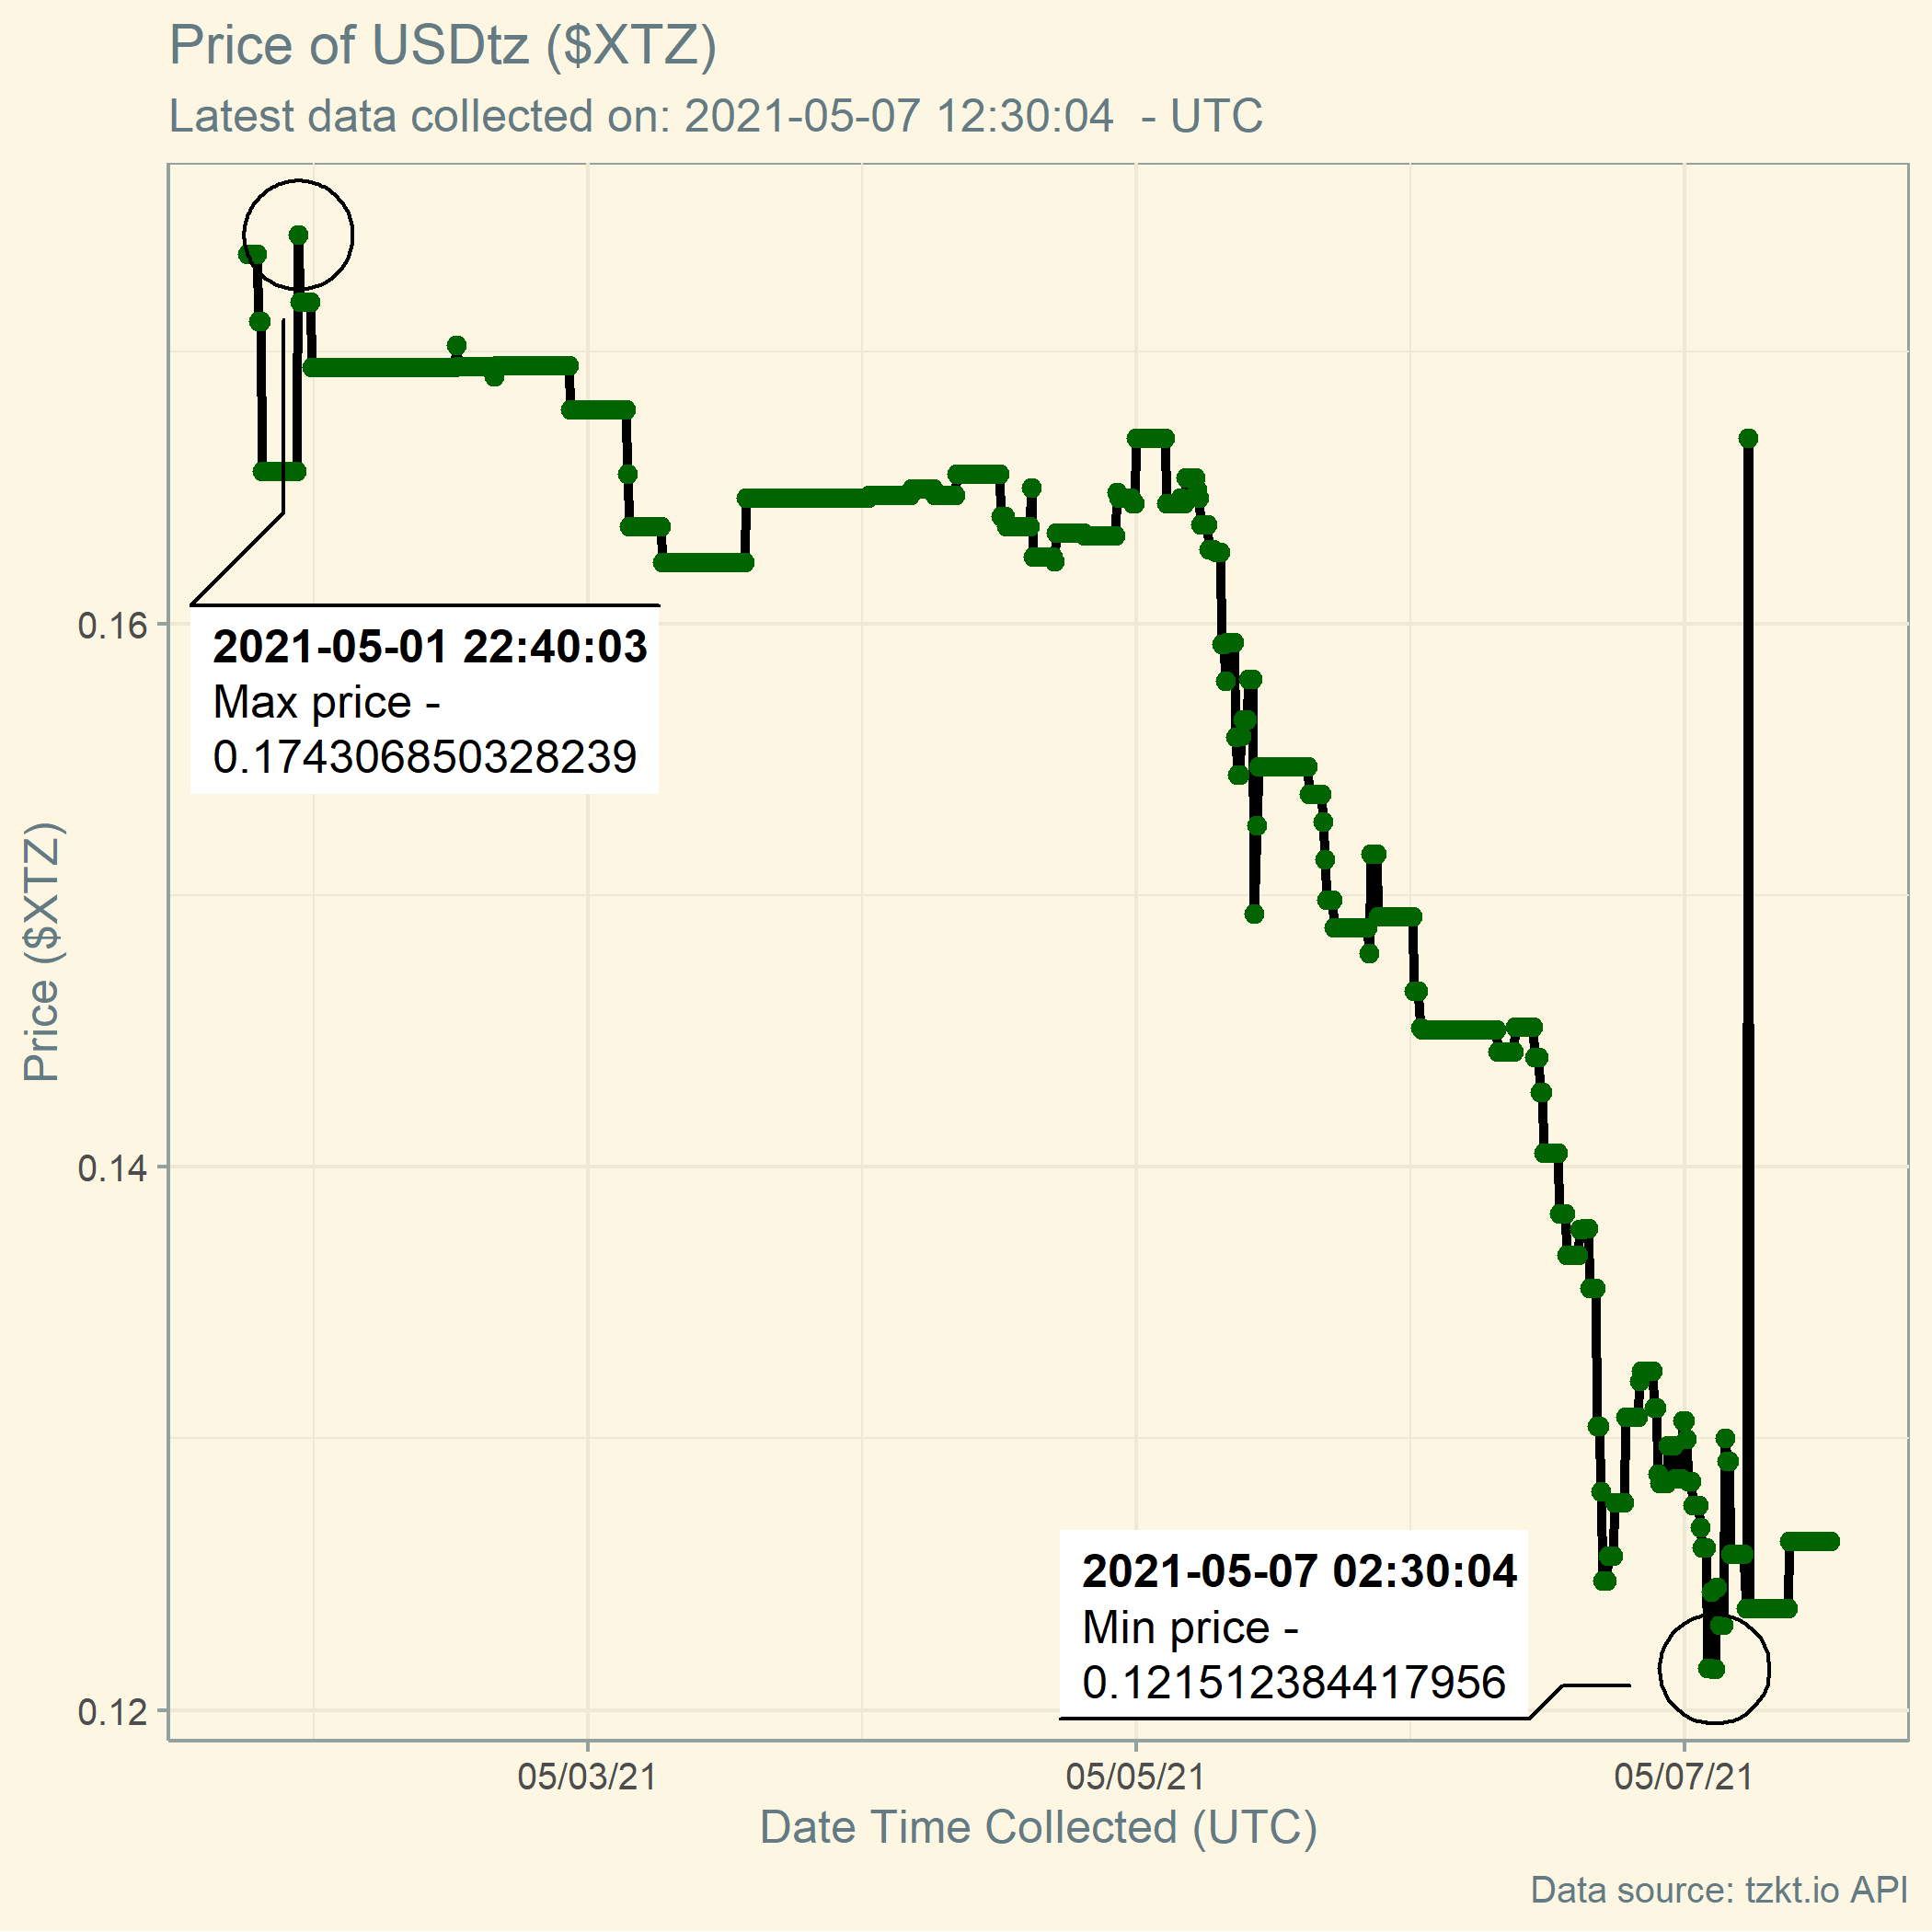 Price of USDtz ($XTZ)
Latest data collected on: 2021-05-07 12:30:04  - UTC
2021-05-01 22:40:03
Max price -
0.174306850328239
2021-05-07 02:30:04
Min price -
0.121512384417956
Price ($XTZ)
0.16
0.14
0.12
05/03/21
05/05/21
05/07/21
Date Time Collected (UTC)
Data source: tzkt.io API